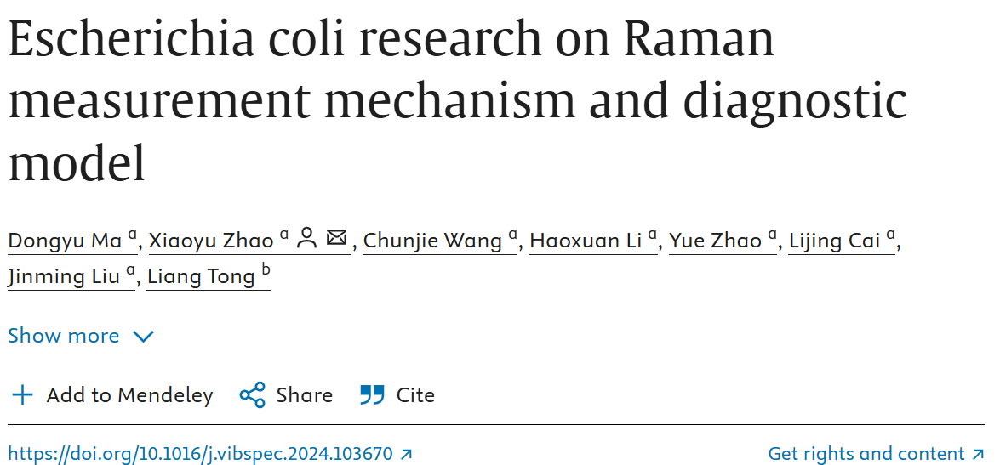 Escherichia coli research on Raman
measurement mechanism and diagnostic
model
Dongyu Ma a, Xiaoyu Zhao a, Chunjie Wang a, Haoxuan Li a, Yue Zhao a, Lijing Cai a,
Jinming Liu a, Liang Tong b
Show more
Add to Mendeley Share Cite
https://doi.org/10.1016/j.vibspec.2024.103670 Get rights and content